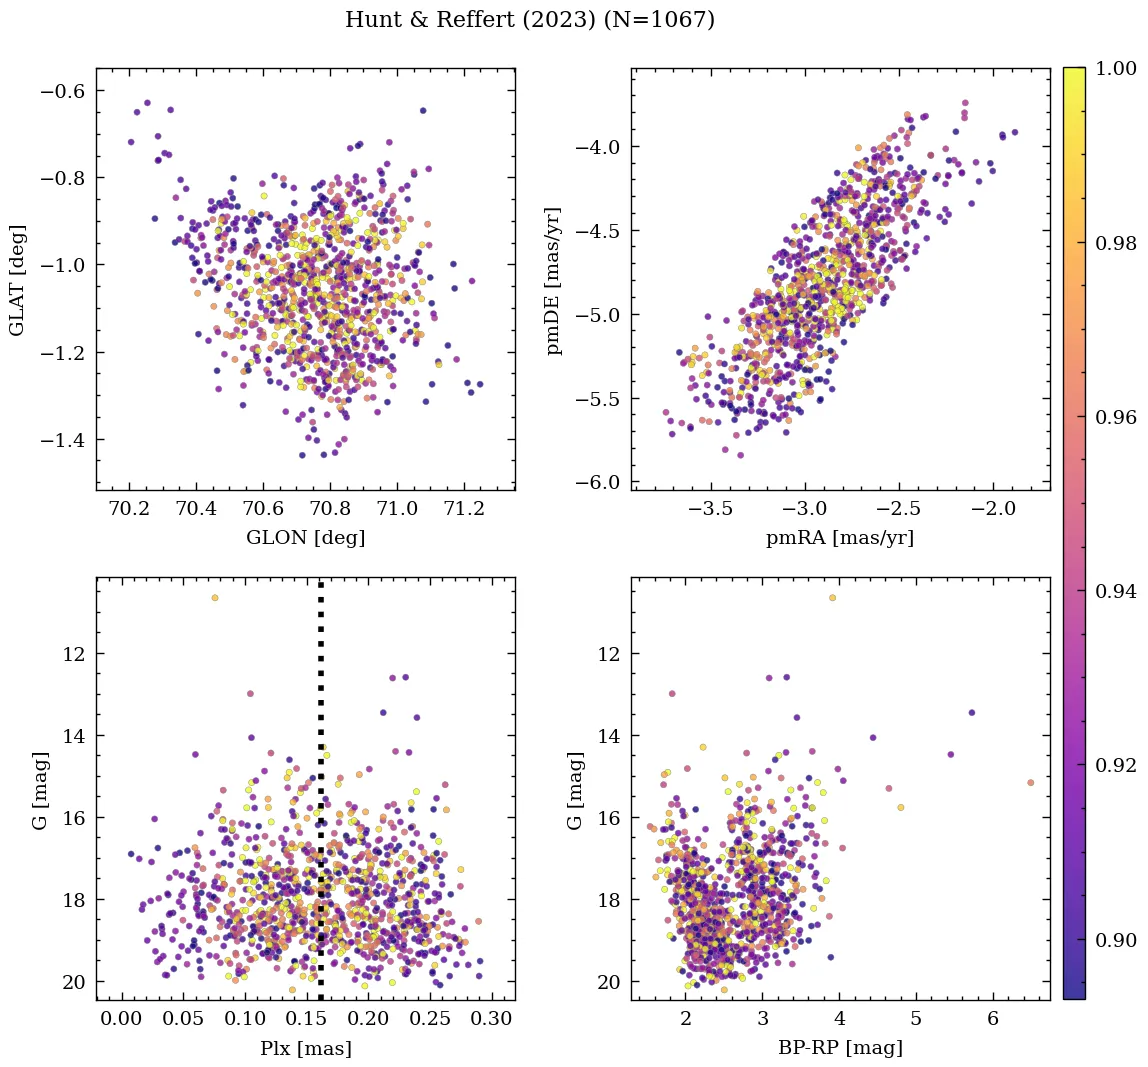 Hunt & Reffert (2023) (N=1067)
−0.6
−0.8
−1.0
−1.2
−1.4
GLAT [deg]
70.2 70.4 70.6 70.8 71.0 71.2
GLON [deg]
−4.0
−4.5
−5.0
−5.5
−6.0
pmDE [mas/yr]
−3.5 −3.0 −2.5 −2.0
pmRA [mas/yr]
1.00
0.98
0.96
0.94
0.92
0.90
12
14
16
18
20
G [mag]
0.00 0.05 0.10 0.15 0.20 0.25 0.30
Plx [mas]
12
14
16
18
20
G [mag]
2 3 4 5 6
BP-RP [mag]